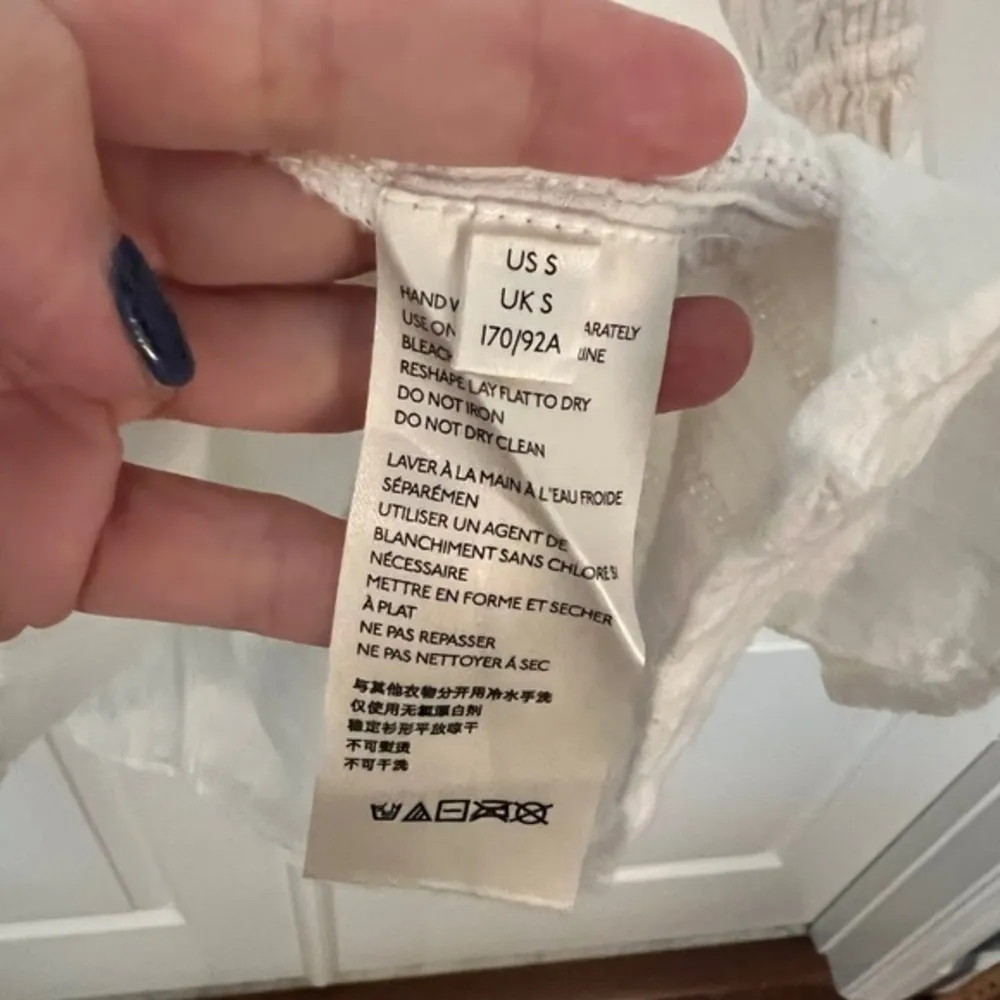 US S
UK S
170/92A
HAND W ARATELY
USE ON INE
BLEACH
RESHAPE LAY FLAT TO DRY
DO NOT IRON
DO NOT DRY CLEAN
LAVER À LA MAIN À L'EAU FROIDE
SÉPARÉMEN
UTILISER UN AGENT DE
BLANCHIMENT SANS CHLORE SI
NÉCESSAIRE
METTRE EN FORME ET SECHER
À PLAT
NE PAS REPASSER
NE PAS NETTOYER Á SEC
与其他衣物分开用冷水手洗
仅使用无氯漂白剂
稳定衫形平放晾干
不可熨烫
不可干洗